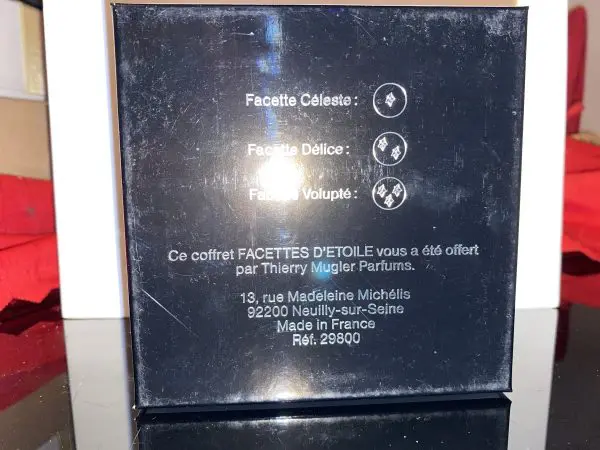 Facette Céleste :
Facette Délice :
Facette Volupté :
Ce coffret FACETTES D'ETOILE vous a été offert
par Thierry Mugler Parfums.
13, rue Madeleine Michélis
92200 Neuilly-sur-Seine
Made in France
Réf. 29800